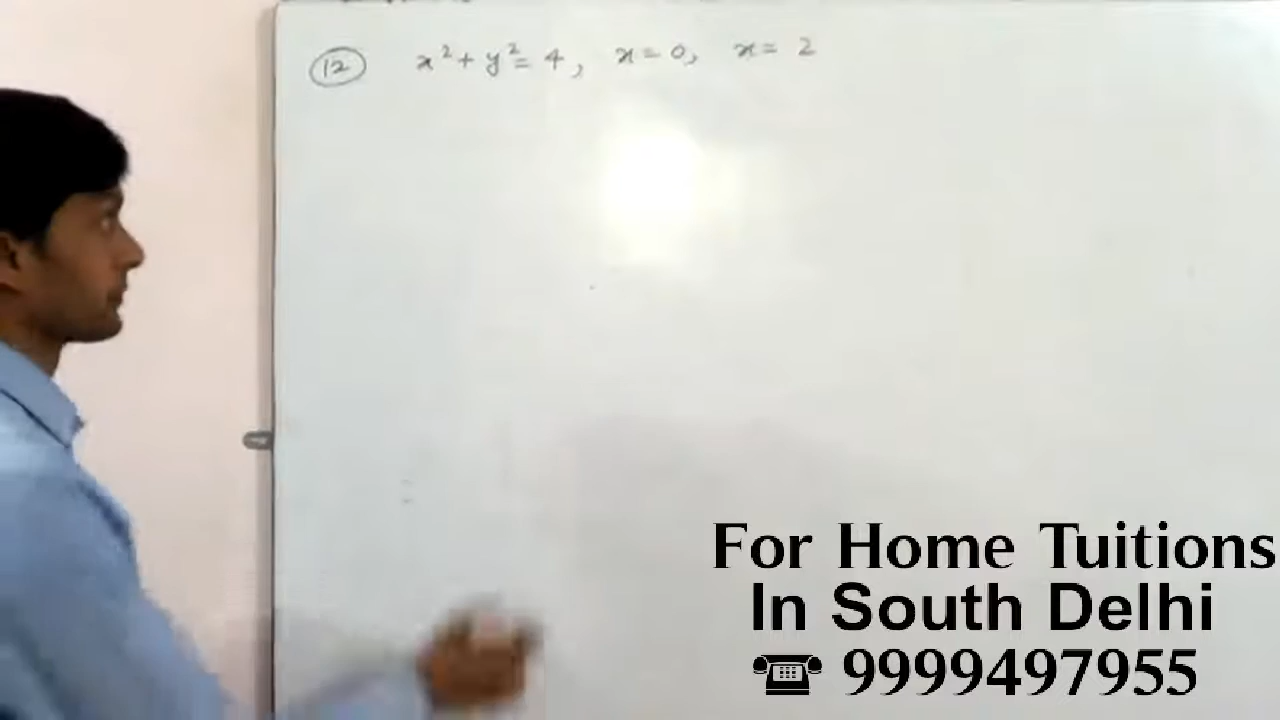 12 x² + y² = 4, x = 0, x = 2
For Home Tuitions
In South Delhi
☎ 9999497955